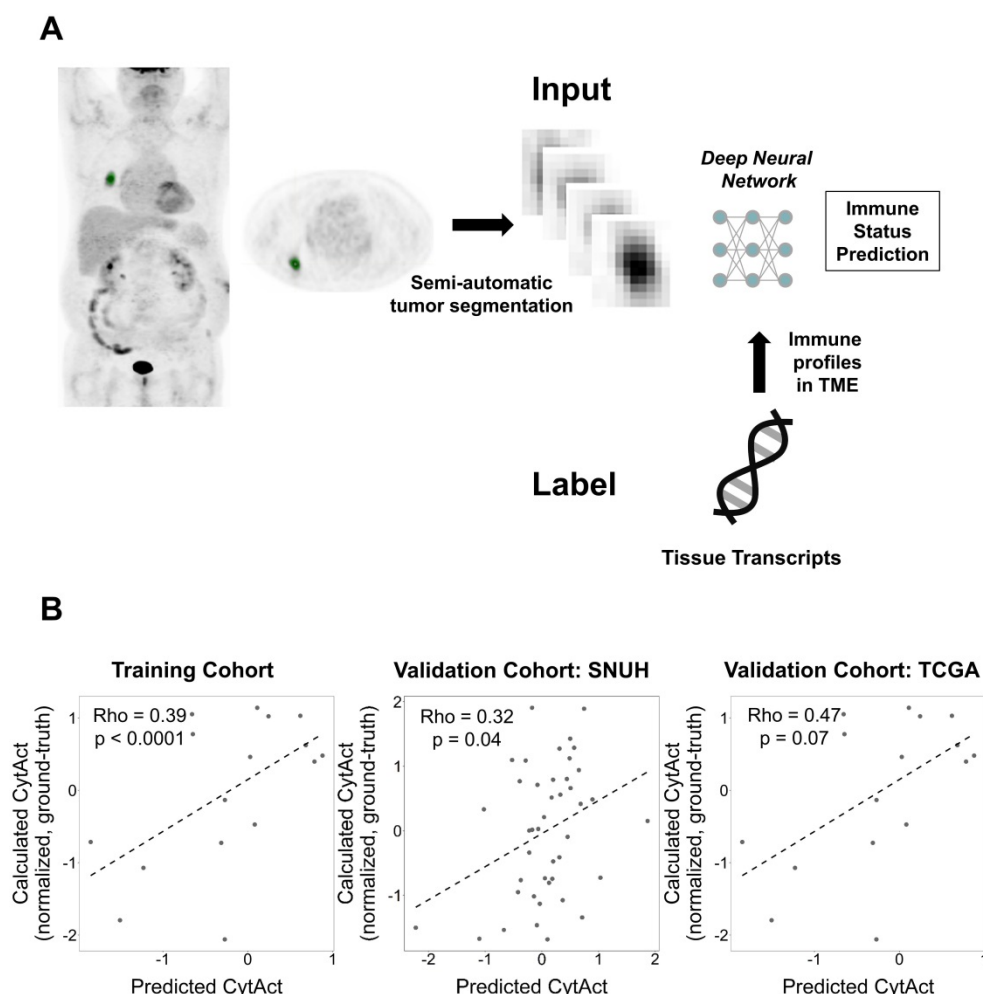 A
Input
Deep Neural
Network
Immune
Status
Prediction
Semi-automatic
tumor segmentation
Immune
profiles
in TME
Label
Tissue Transcripts
B
Training Cohort
Rho = 0.39
p < 0.0001
Calculated CytAct
(normalized, ground-truth)
1
0
-1
-2
-1
0
1
Predicted CytAct
Validation Cohort: SNUH
Rho = 0.32
p = 0.04
Calculated CytAct
(normalized, ground-truth)
2
1
0
-1
-2
-1
0
1
2
Predicted CytAct
Validation Cohort: TCGA
Rho = 0.47
p = 0.07
Calculated CytAct
(normalized, ground-truth)
1
0
-1
-2
-1
0
1
Predicted CytAct